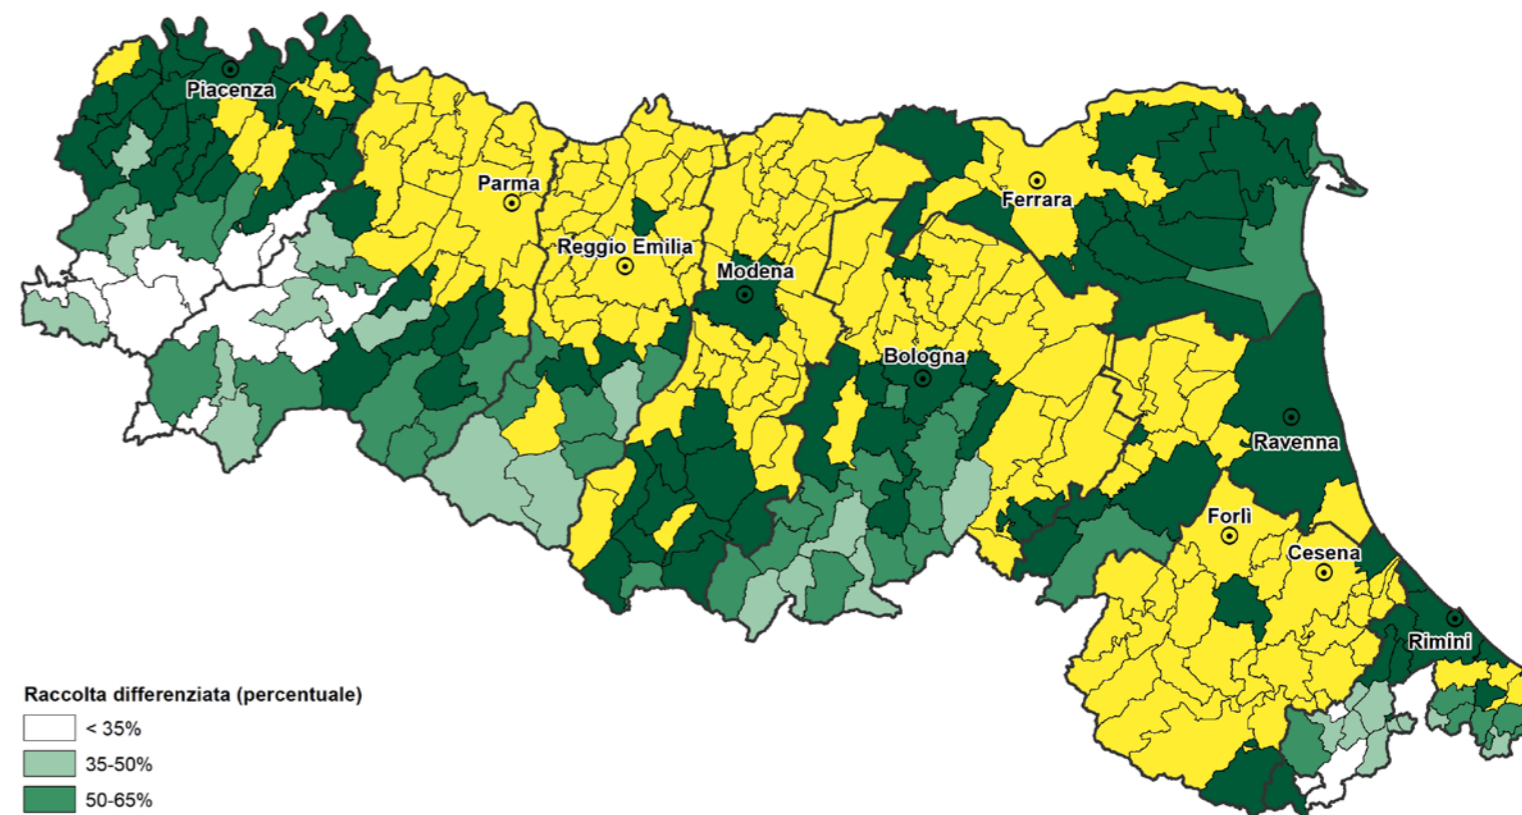 Piacenza
Parma
Ferrara
Reggio Emilia
Modena
Bologna
Ravenna
Forlì
Cesena
Rimini
Raccolta differenziata (percentuale)
< 35%
35-50%
50-65%